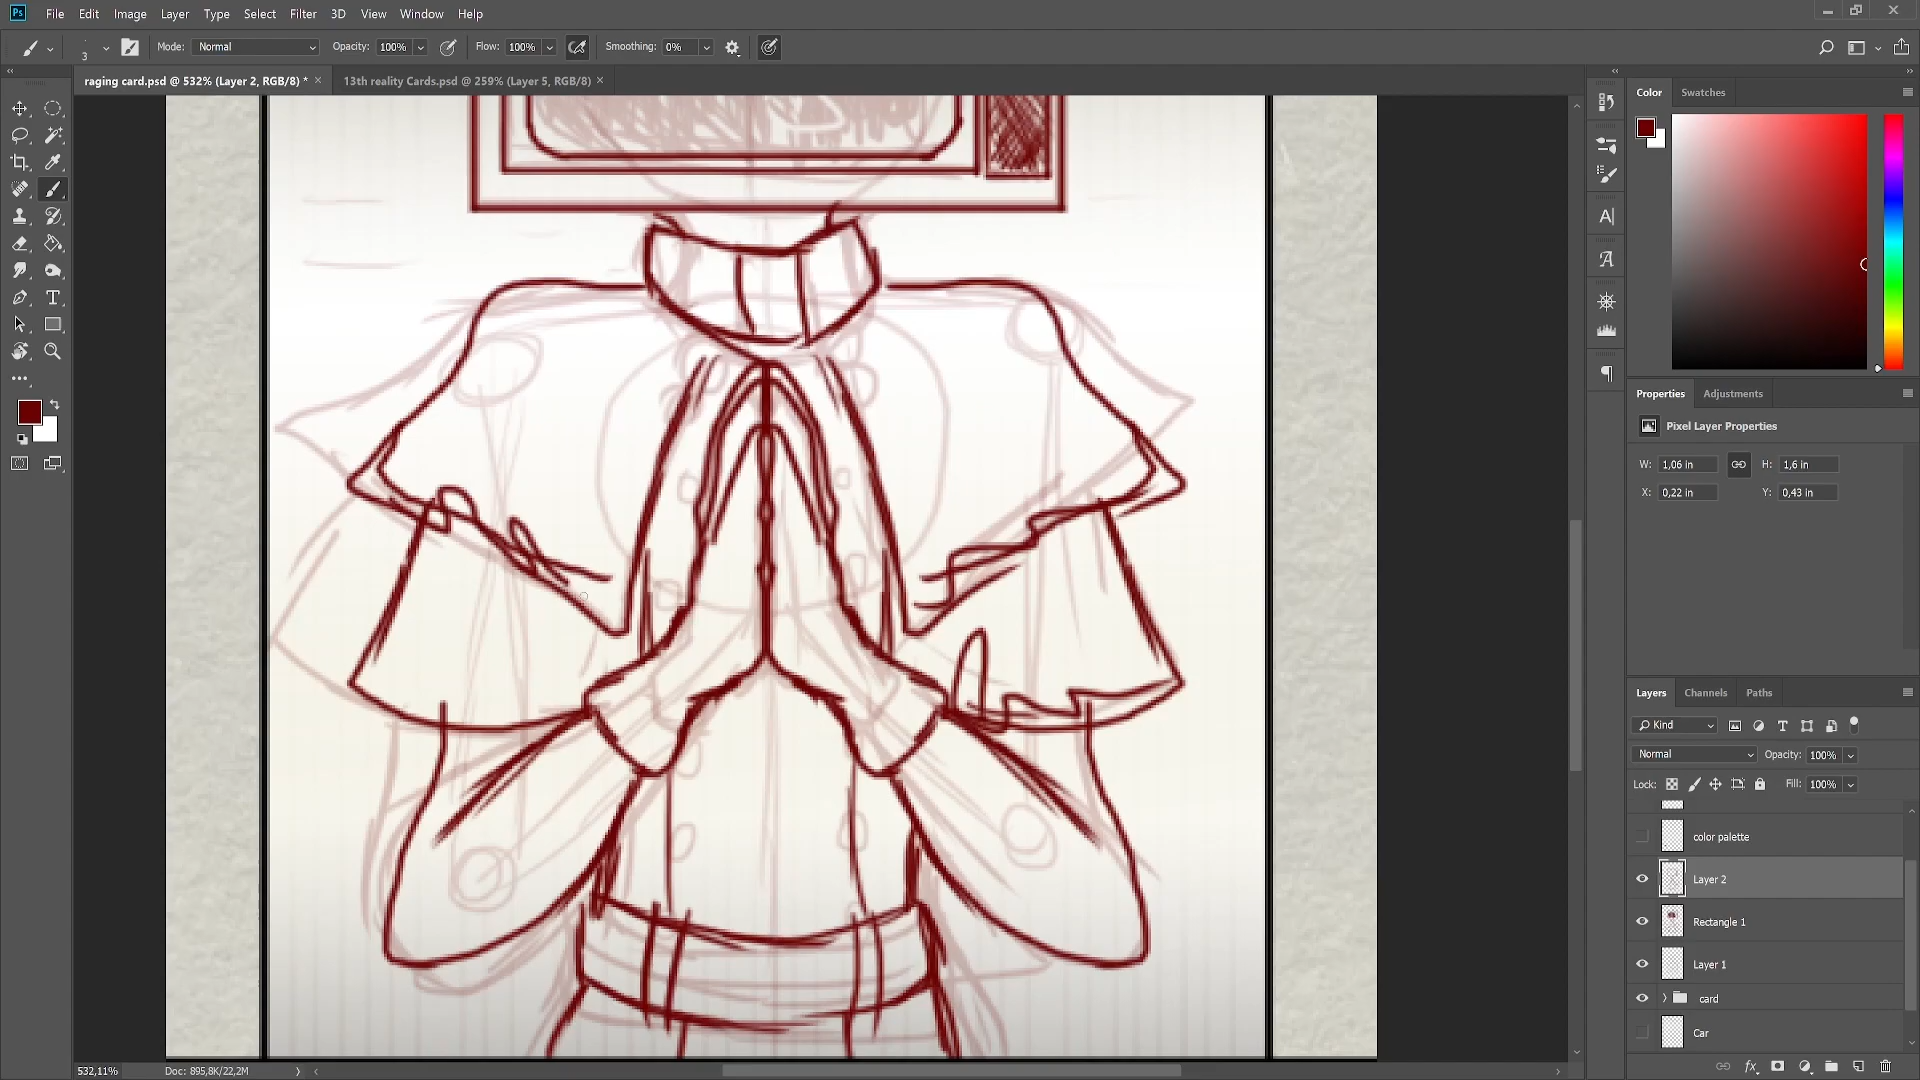 Ps File Edit Image Layer Type Select Filter 3D View Window Help
3 Mode: Normal Opacity: 100% Flow: 100% Smoothing: 0%
raging card.psd @ 532% (Layer 2, RGB/8) * × 13th reality Cards.psd @ 259% (Layer 5, RGB/8) ×
Color Swatches
Properties Adjustments
Pixel Layer Properties
W: 1,06 in H: 1,6 in
X: 0,22 in Y: 0,43 in
Layers Channels Paths
Kind
Normal Opacity: 100%
Lock: Fill: 100%
color palette
Layer 2
Rectangle 1
Layer 1
card
Car
532,11% Doc: 895,8K/22,2M